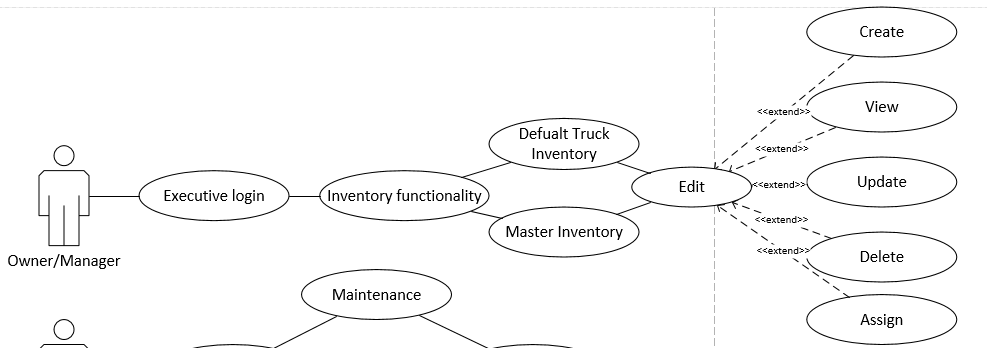 Create
<<extend>>
View
Defualt Truck
Inventory
<<extend>>
Executive login
Inventory functionality
Edit
<<extend>>
Update
Master Inventory
<<extend>>
Owner/Manager
<<extend>>
Delete
Maintenance
Assign